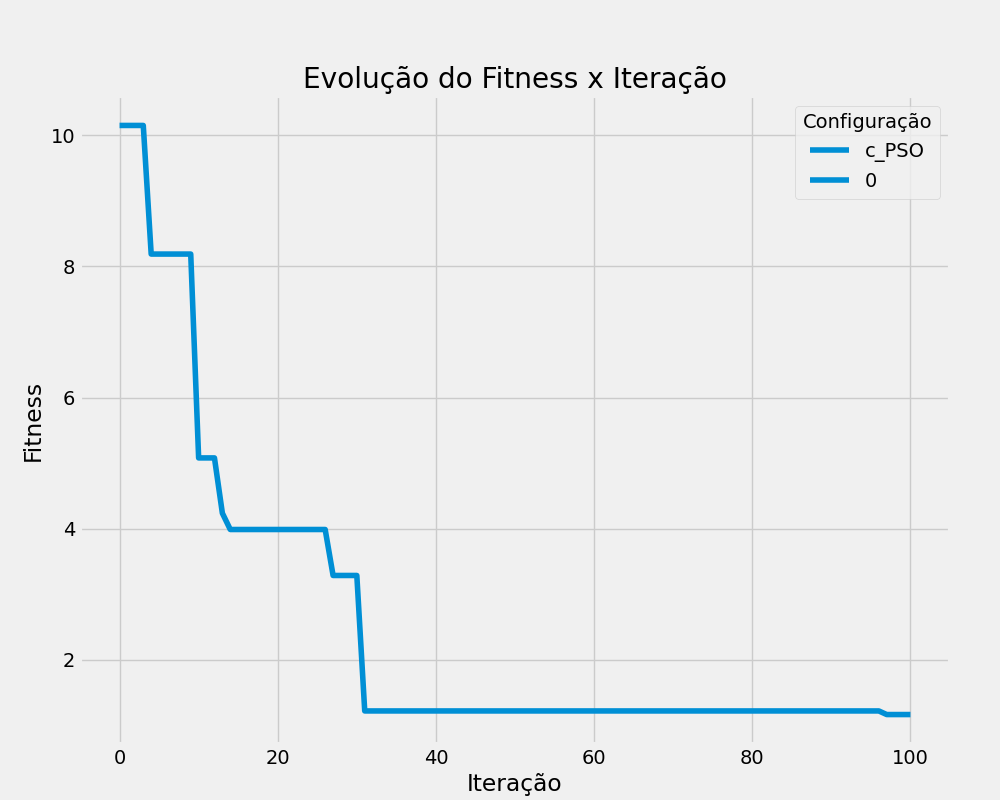 Evolução do Fitness x Iteração
Configuração
c_PSO
0
Fitness
10
8
6
4
2
0 20 40 60 80 100
Iteração